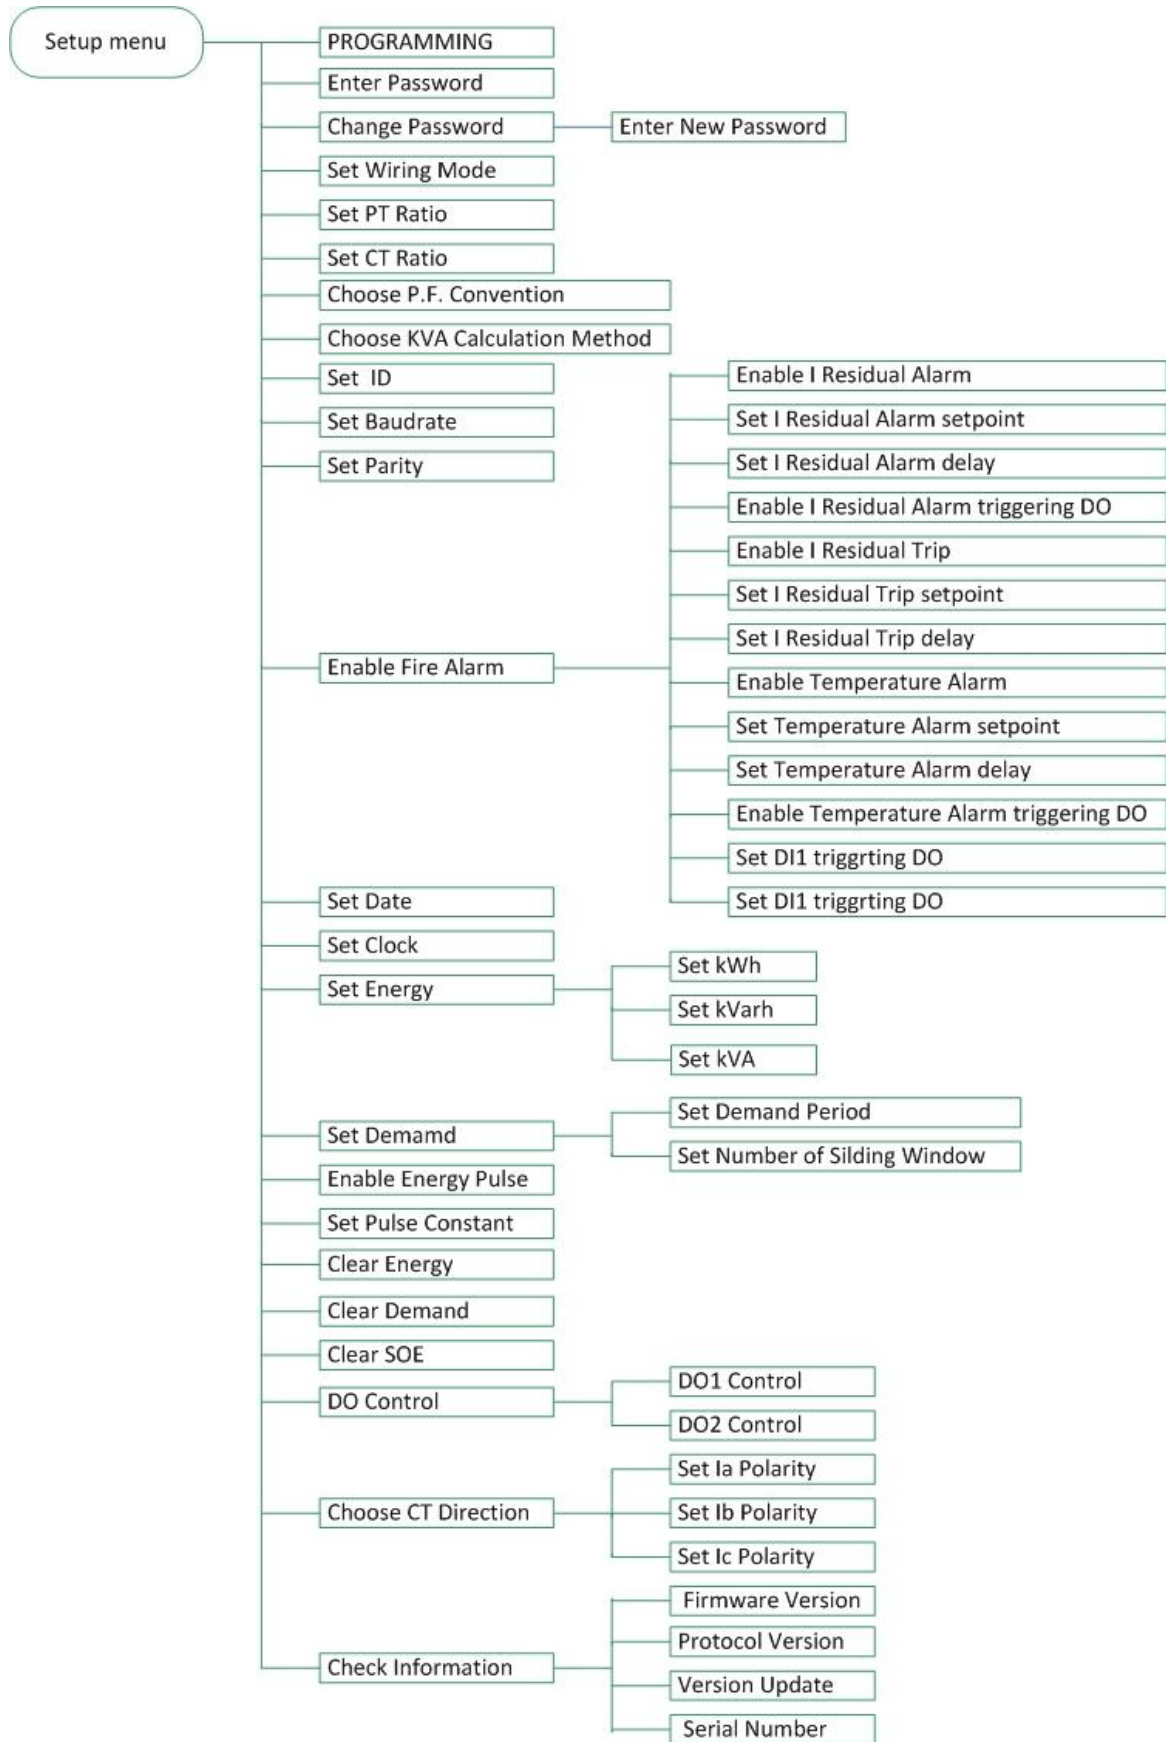 Setup menu
PROGRAMMING
Enter Password
Change Password
Enter New Password
Set Wiring Mode
Set PT Ratio
Set CT Ratio
Choose P.F. Convention
Choose KVA Calculation Method
Set ID
Set Baudrate
Set Parity
Enable Fire Alarm
Enable I Residual Alarm
Set I Residual Alarm setpoint
Set I Residual Alarm delay
Enable I Residual Alarm triggering DO
Enable I Residual Trip
Set I Residual Trip setpoint
Set I Residual Trip delay
Enable Temperature Alarm
Set Temperature Alarm setpoint
Set Temperature Alarm delay
Enable Temperature Alarm triggering DO
Set DI1 triggrting DO
Set DI1 triggrting DO
Set Date
Set Clock
Set Energy
Set kWh
Set kVarh
Set kVA
Set Demamd
Set Demand Period
Set Number of Silding Window
Enable Energy Pulse
Set Pulse Constant
Clear Energy
Clear Demand
Clear SOE
DO Control
DO1 Control
DO2 Control
Choose CT Direction
Set Ia Polarity
Set Ib Polarity
Set Ic Polarity
Check Information
Firmware Version
Protocol Version
Version Update
Serial Number